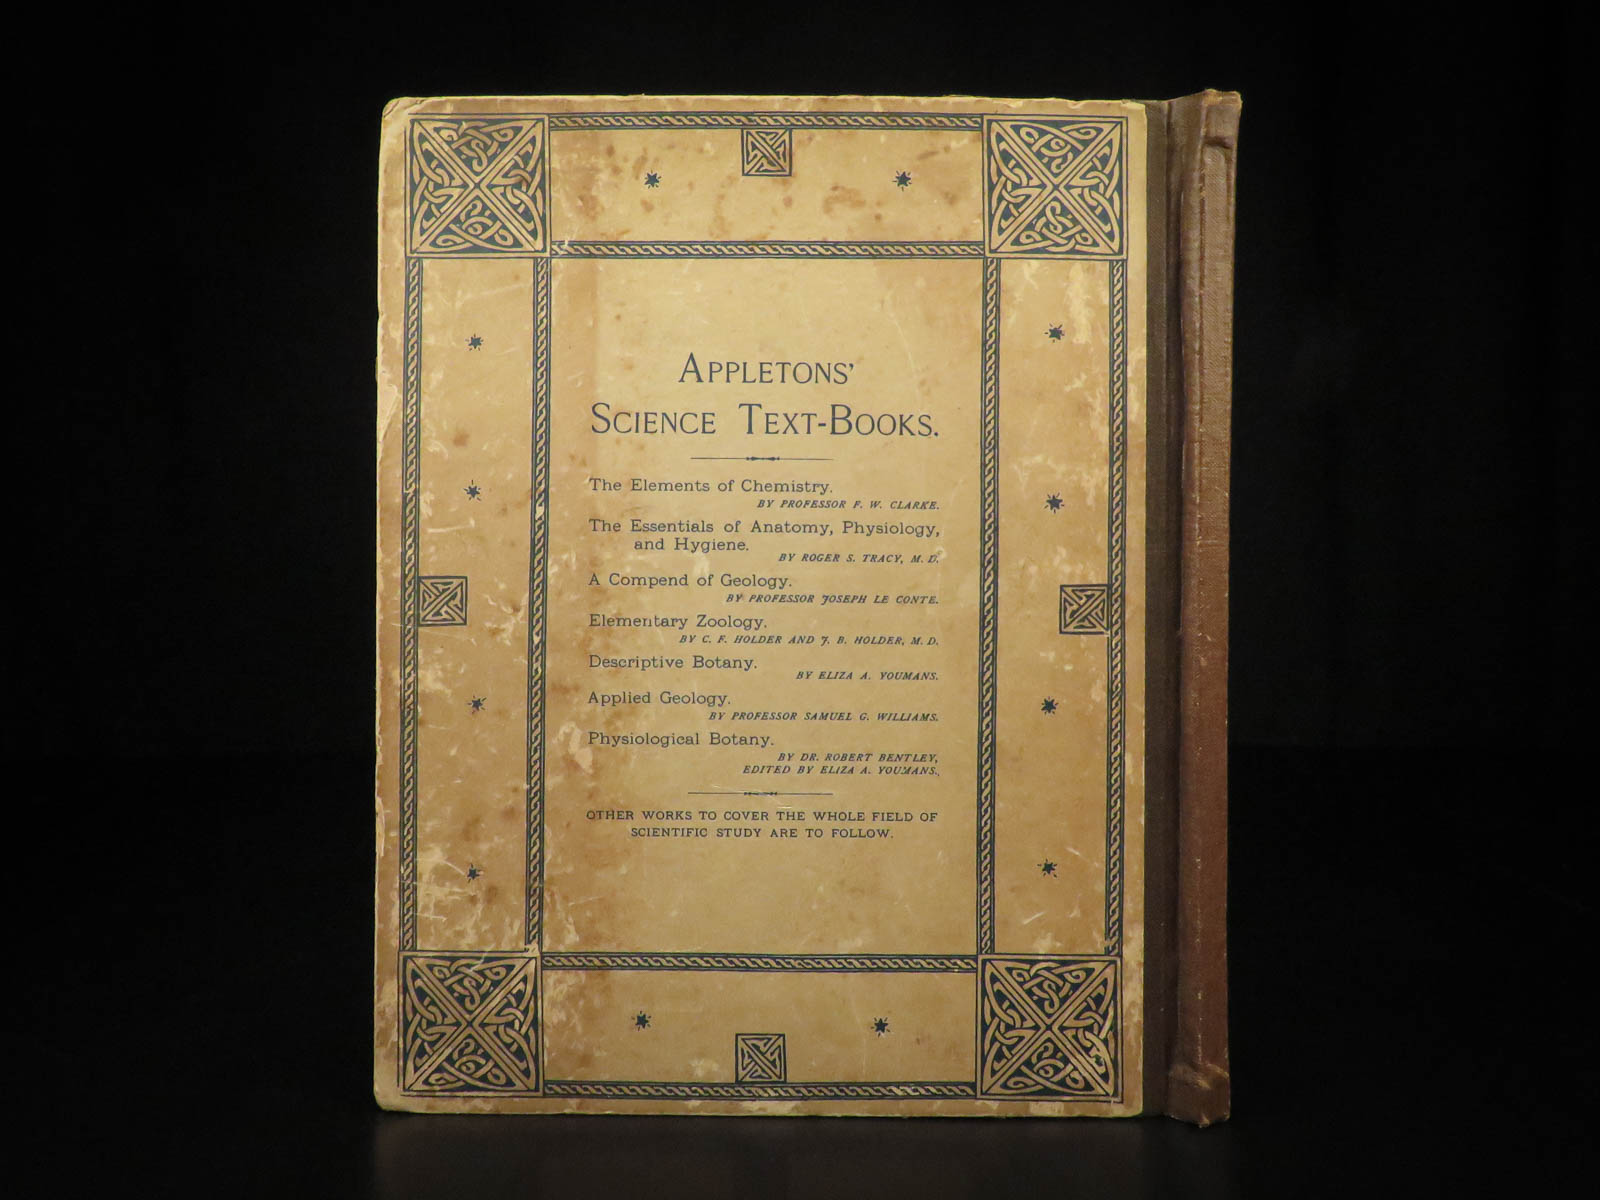 APPLETONS'
SCIENCE TEXT-BOOKS.
The Elements of Chemistry.
BY PROFESSOR F. W. CLARKE.
The Essentials of Anatomy, Physiology,
and Hygiene.
BY ROGER S. TRACY, M. D.
A Compend of Geology.
BY PROFESSOR JOSEPH LE CONTE.
Elementary Zoology.
BY C. F. HOLDER AND J. B. HOLDER, M. D.
Descriptive Botany.
BY ELIZA A. YOUMANS.
Applied Geology.
BY PROFESSOR SAMUEL G. WILLIAMS.
Physiological Botany.
BY DR. ROBERT BENTLEY,
EDITED BY ELIZA A. YOUMANS.,
OTHER WORKS TO COVER THE WHOLE FIELD OF
SCIENTIFIC STUDY ARE TO FOLLOW.